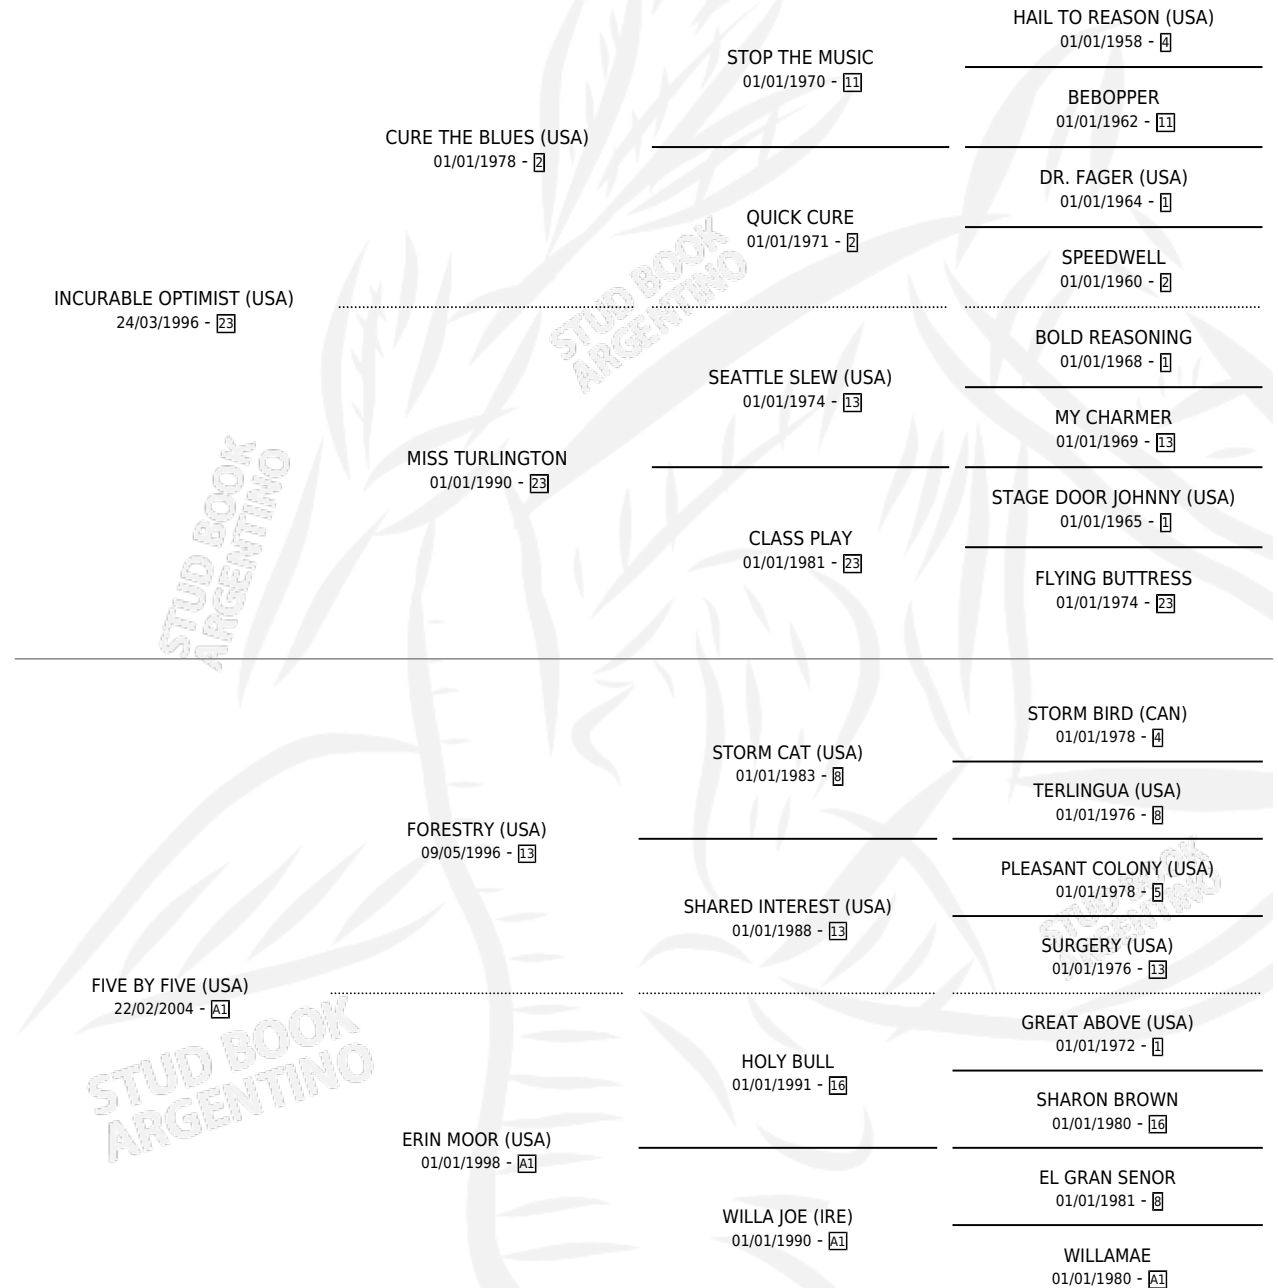 HAIL TO REASON (USA)
01/01/1958 - 4
STOP THE MUSIC
01/01/1970 - 11
BEBOPPER
01/01/1962 - 11
CURE THE BLUES (USA)
01/01/1978 - 2
DR. FAGER (USA)
01/01/1964 - 1
QUICK CURE
01/01/1971 - 2
SPEEDWELL
01/01/1960 - 2
INCURABLE OPTIMIST (USA)
24/03/1996 - 23
BOLD REASONING
01/01/1968 - 1
SEATTLE SLEW (USA)
01/01/1974 - 13
MY CHARMER
01/01/1969 - 13
MISS TURLINGTON
01/01/1990 - 23
STAGE DOOR JOHNNY (USA)
01/01/1965 - 1
CLASS PLAY
01/01/1981 - 23
FLYING BUTTRESS
01/01/1974 - 23
STUD BOOK
ARGENTINO
STUD BOOK
ARGENTINO
STORM BIRD (CAN)
01/01/1978 - 4
STORM CAT (USA)
01/01/1983 - 8
TERLINGUA (USA)
01/01/1976 - 8
FORESTRY (USA)
09/05/1996 - 13
PLEASANT COLONY (USA)
01/01/1978 - 5
SHARED INTEREST (USA)
01/01/1988 - 13
SURGERY (USA)
01/01/1976 - 13
STUD BOOK
ARGENTINO
FIVE BY FIVE (USA)
22/02/2004 - A1
GREAT ABOVE (USA)
01/01/1972 - 1
HOLY BULL
01/01/1991 - 16
SHARON BROWN
01/01/1980 - 16
STUD BOOK
ARGENTINO
ERIN MOOR (USA)
01/01/1998 - A1
EL GRAN SENOR
01/01/1981 - 8
WILLA JOE (IRE)
01/01/1990 - A1
WILLAMAE
01/01/1980 - A1